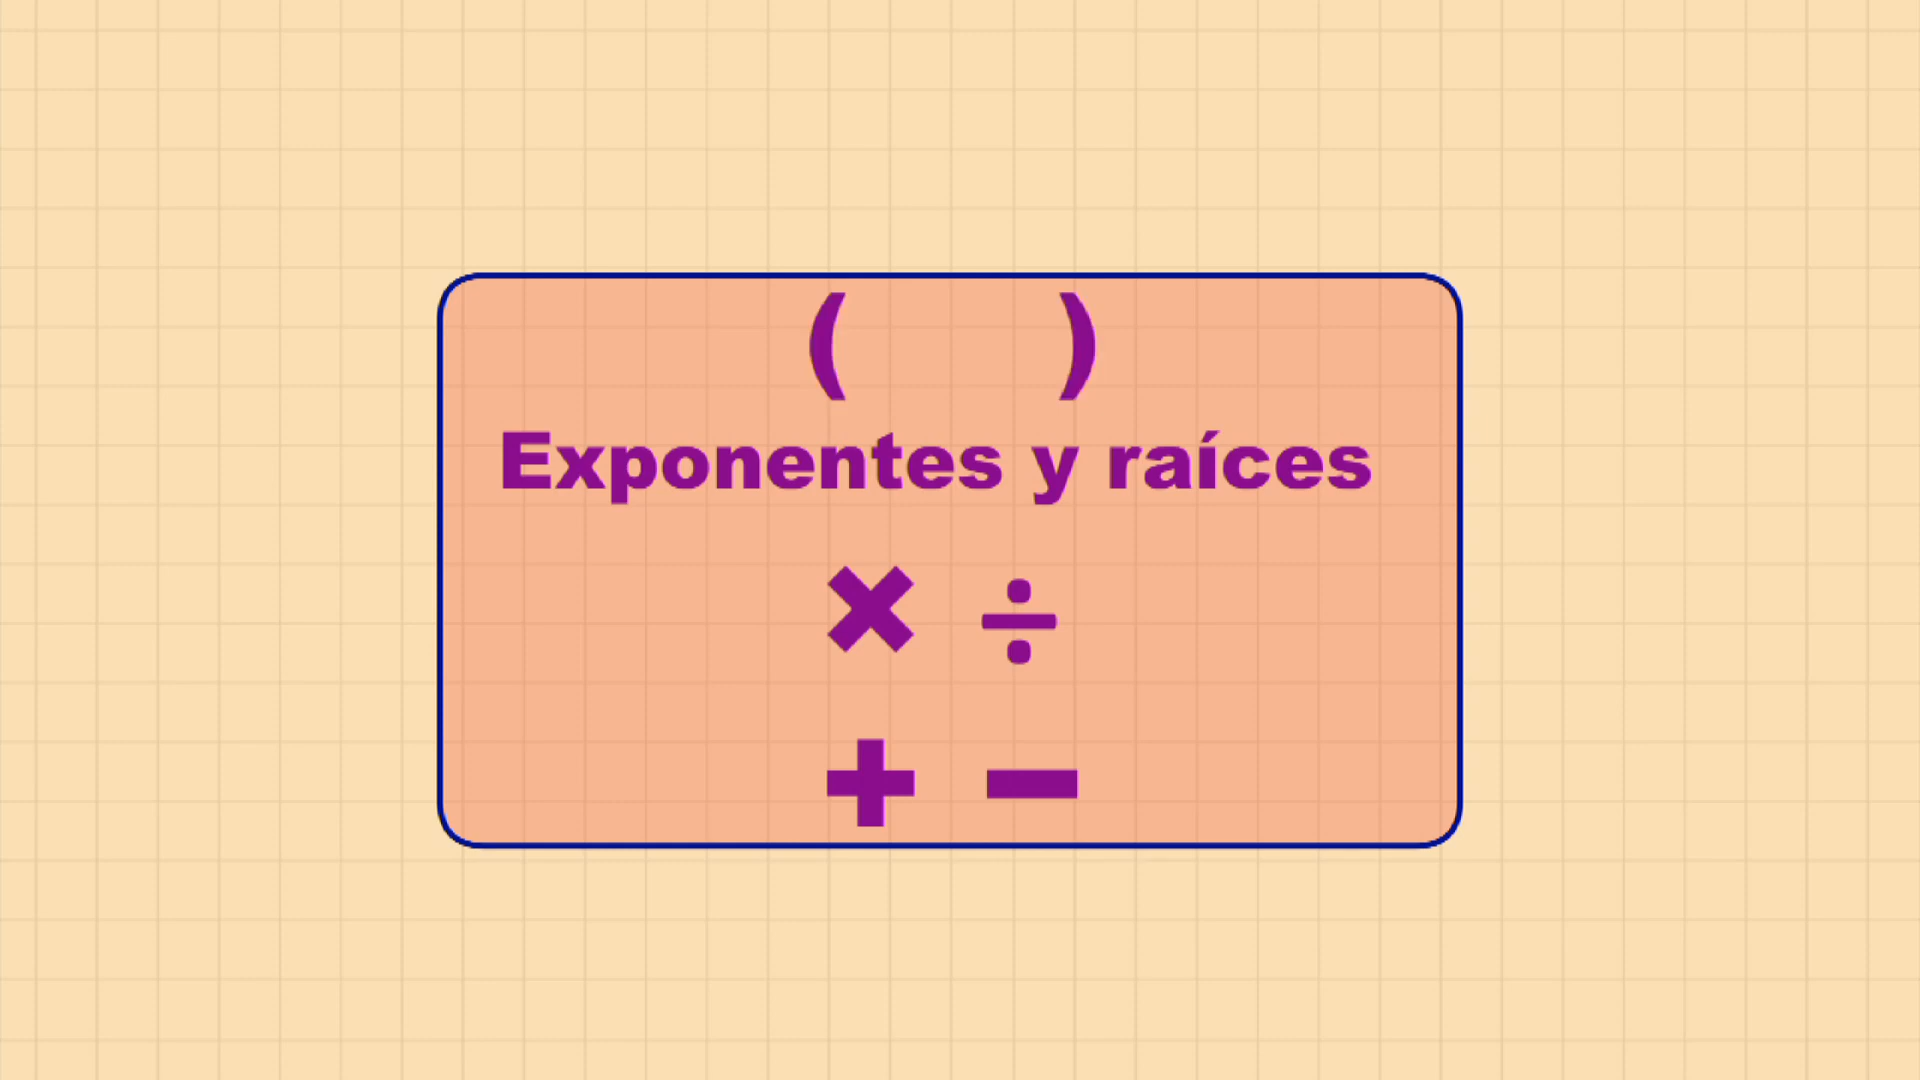 ( )
Exponentes y raíces
× ÷
+ −